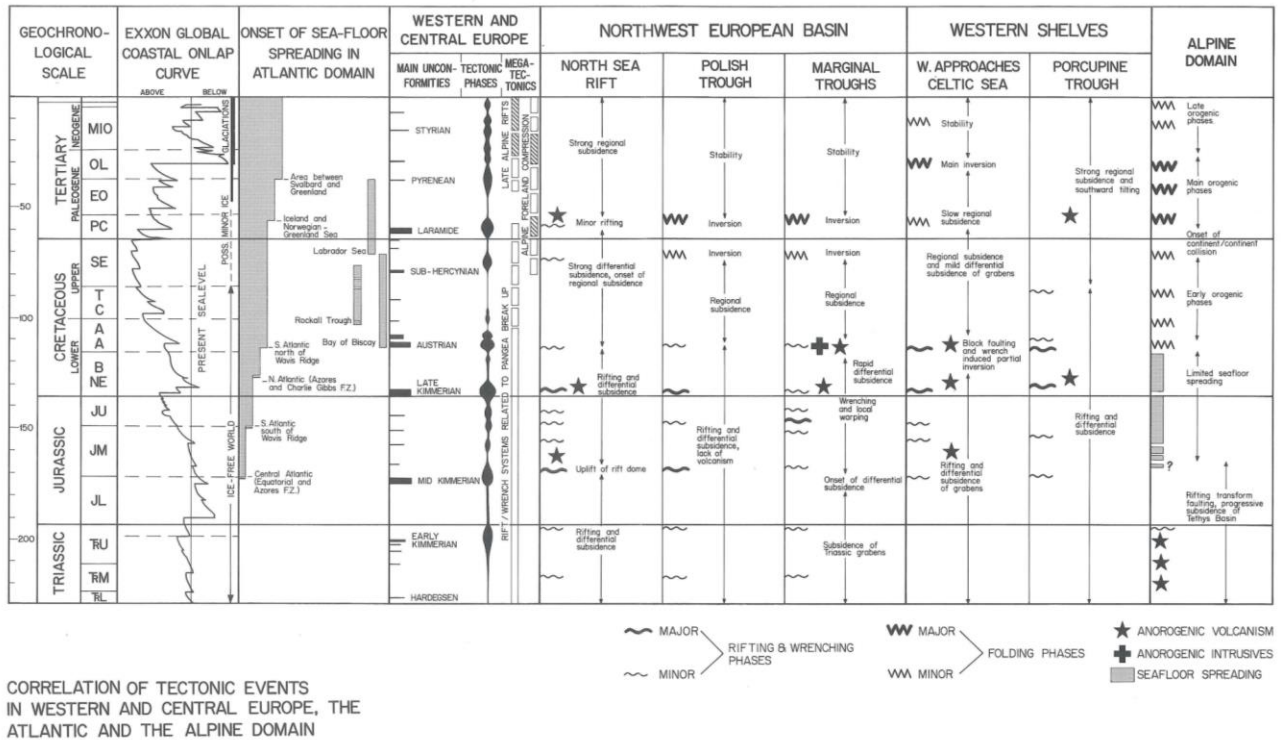 GEOCHRONO-
LOGICAL
SCALE
EXXON GLOBAL
COASTAL ONLAP
CURVE
ABOVE
BELOW
ONSET OF SEA-FLOOR
SPREADING IN
ATLANTIC DOMAIN
WESTERN AND
CENTRAL EUROPE
MAIN UNCON-
FORMITIES
TECTONIC
PHASES
MEGA-
TEC-
TONICS
NORTHWEST EUROPEAN BASIN
NORTH SEA
RIFT
POLISH
TROUGH
MARGINAL
TROUGHS
WESTERN SHELVES
W. APPROACHES
CELTIC SEA
PORCUPINE
TROUGH
ALPINE
DOMAIN
50
100
150
200
TERTIARY
NEOGENE
PALEOGENE
MIO
OL
EO
PC
CRETACEOUS
UPPER
LOWER
SE
T
C
A
A
B
NE
JURASSIC
JU
JM
JL
TRIASSIC
TRU
TRM
TRL
GLACIATIONS
POSS. MINOR ICE
PRESENT SEALEVEL
ICE-FREE WORLD
Area between
Svalbard and
Greenland
Iceland and
Norwegian -
Greenland Sea
Labrador Sea
Rockall Trough
Bay of Biscay
S. Atlantic
north of
Wavis Ridge
N. Atlantic (Azores
and Charlie Gibbs F.Z.)
S. Atlantic
south of
Wavis Ridge
Central Atlantic
(Equatorial and
Azores F.Z.)
STYRIAN
PYRENEAN
LARAMIDE
SUB-HERCYNIAN
AUSTRIAN
LATE
KIMMERIAN
MID KIMMERIAN
EARLY
KIMMERIAN
HARDEGSEN
LATE ALPINE RIFTS
ALPINE FORELAND COMPRESSION
RIFT / WRENCH SYSTEMS RELATED TO PANGEA BREAK UP
Strong regional
subsidence
Minor rifting
Strong differential
subsidence, onset of
regional subsidence
Rifting and
differential
subsidence
Uplift of rift dome
Rifting and
differential
subsidence
Stability
Inversion
Inversion
Regional
subsidence
Rifting and
differential
subsidence,
lack of
volcanism
Stability
Inversion
Inversion
Regional
subsidence
Rapid
differential
subsidence
Wrenching
and local
warping
Onset of differential
subsidence
Subsidence of
Triassic grabens
Stability
Main inversion
Slow regional
subsidence
Regional subsidence
and mild differential
subsidence of grabens
Block faulting
and wrench
induced partial
inversion
Rifting and
differential
subsidence
of grabens
Strong regional
subsidence and
southward tilting
Rifting and
differential
subsidence
Late
orogenic
phases
Main orogenic
phases
Onset of
continent/continent
collision
Early orogenic
phases
Limited seafloor
spreading
?
Rifting transform
faulting, progressive
subsidence of
Tethys Basin
MAJOR
MINOR
RIFTING & WRENCHING
PHASES
MAJOR
MINOR
FOLDING PHASES
ANOROGENIC VOLCANISM
ANOROGENIC INTRUSIVES
SEAFLOOR SPREADING
CORRELATION OF TECTONIC EVENTS
IN WESTERN AND CENTRAL EUROPE, THE
ATLANTIC AND THE ALPINE DOMAIN